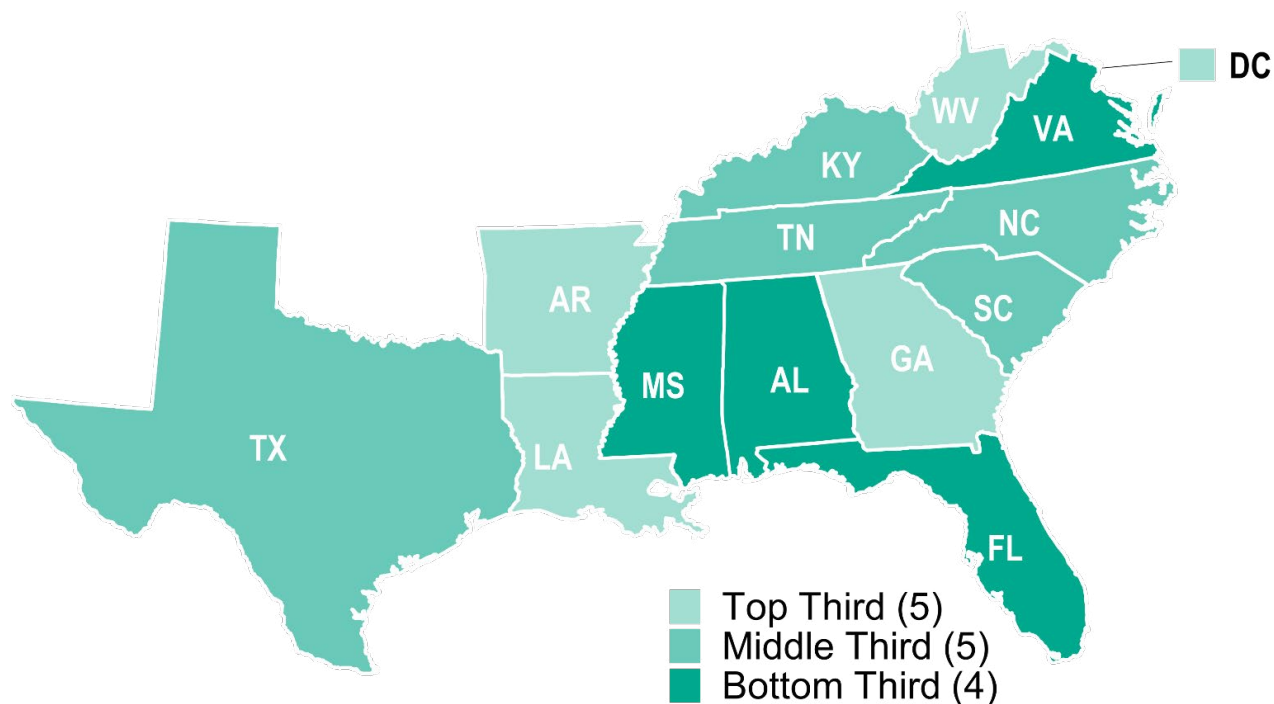 DC
WV
VA
KY
NC
TN
AR
SC
GA
MS
AL
TX
LA
FL
Top Third (5)
Middle Third (5)
Bottom Third (4)